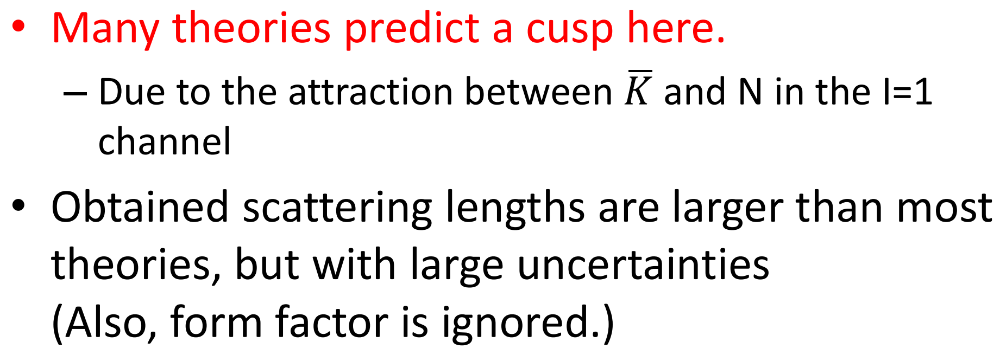 • Many theories predict a cusp here.
– Due to the attraction between K̅ and N in the I=1
channel
• Obtained scattering lengths are larger than most
theories, but with large uncertainties
(Also, form factor is ignored.)